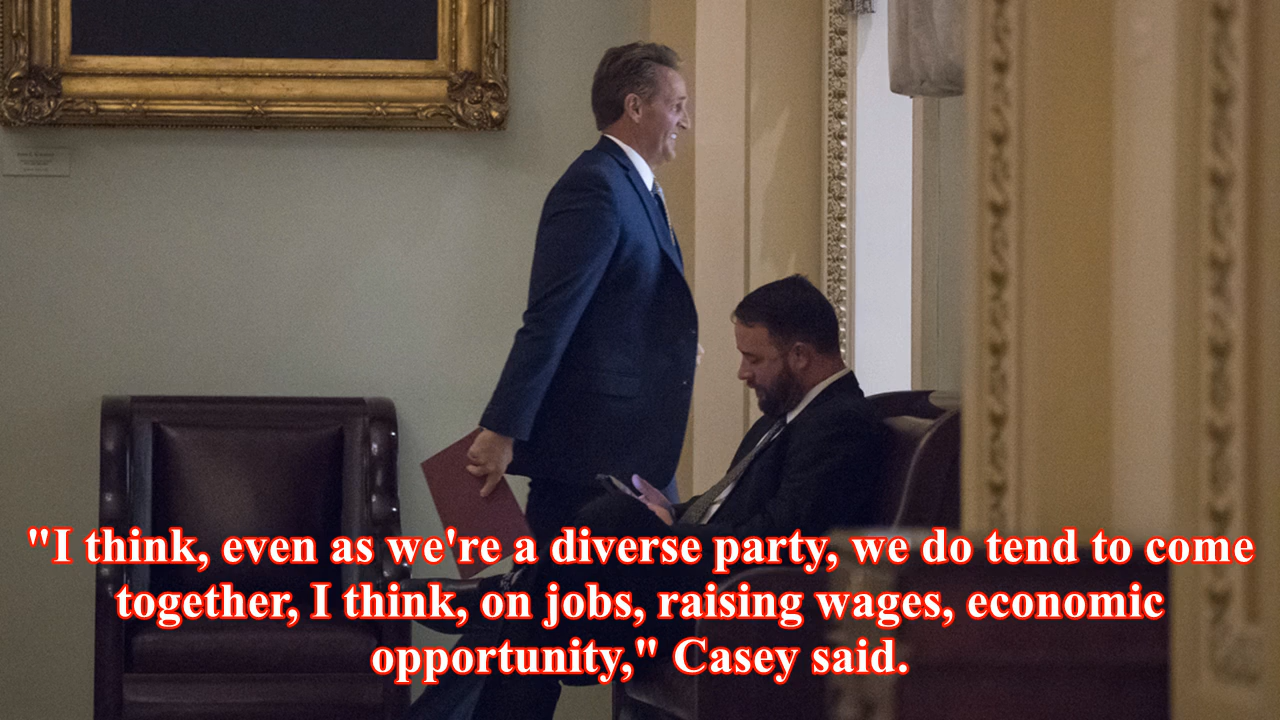 "I think, even as we're a diverse party, we do tend to come
together, I think, on jobs, raising wages, economic
opportunity," Casey said.